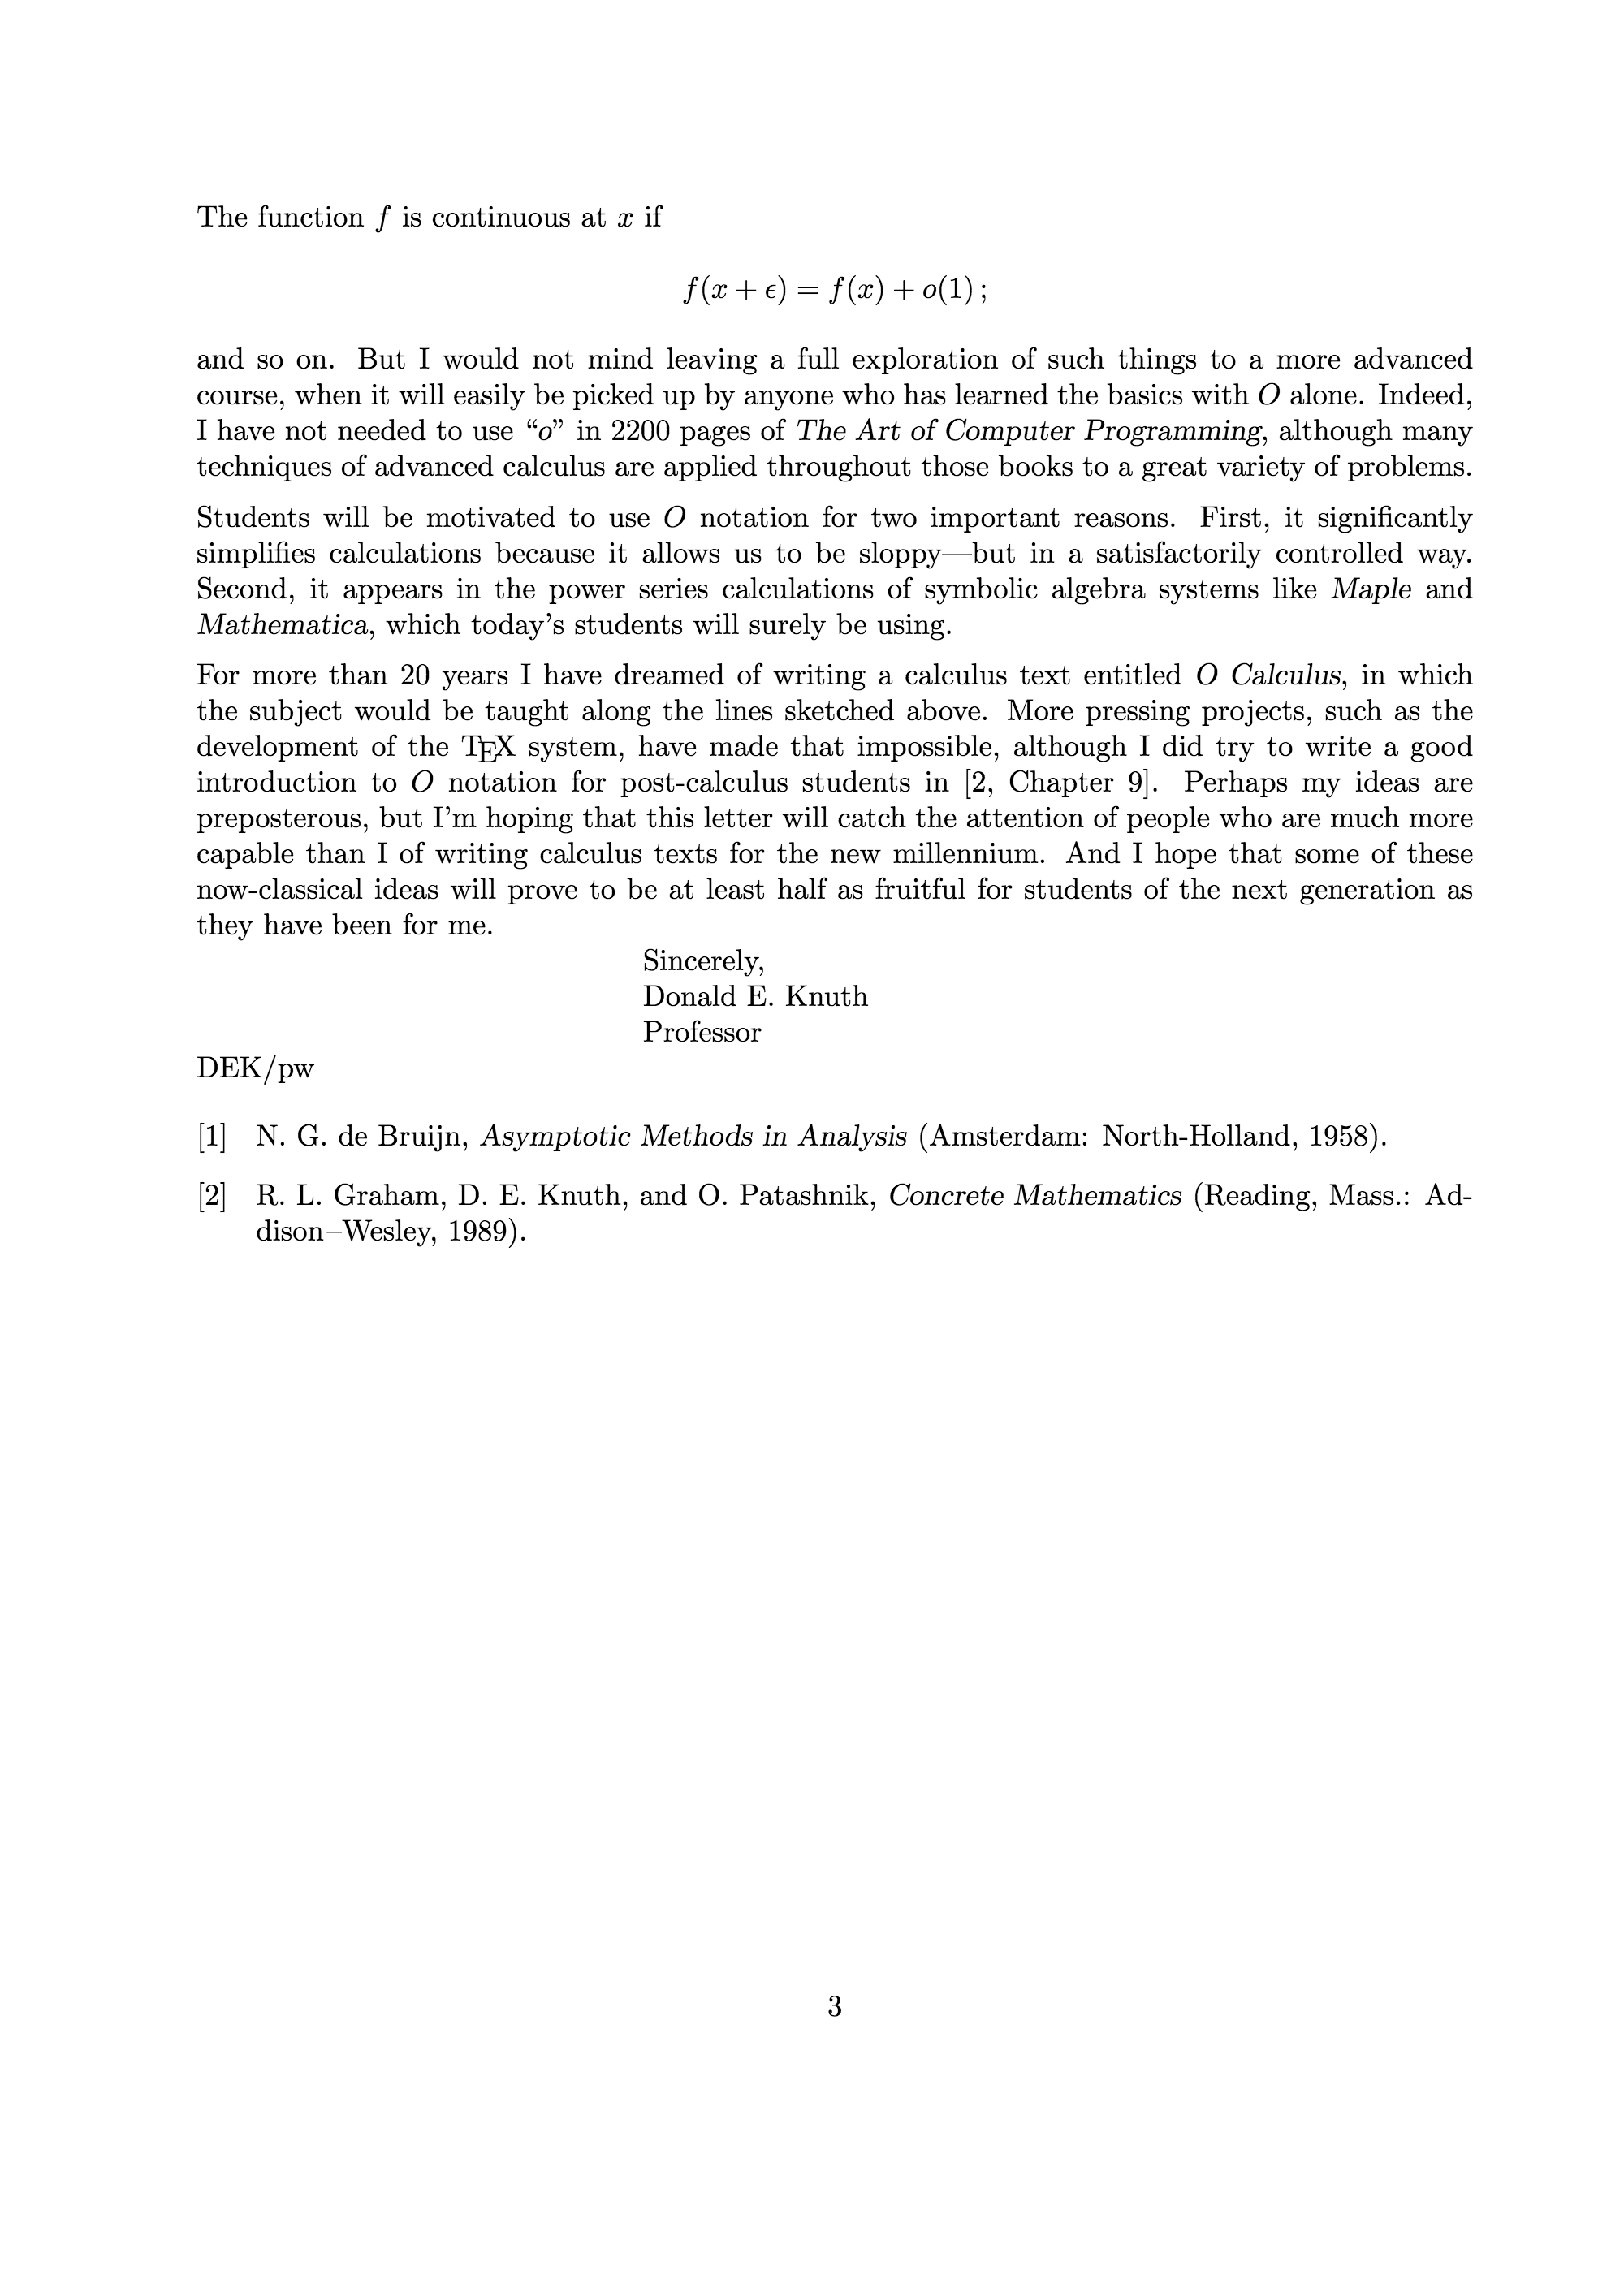 The function f is continuous at x if
f(x + ϵ) = f(x) + o(1) ;
and so on. But I would not mind leaving a full exploration of such things to a more advanced
course, when it will easily be picked up by anyone who has learned the basics with O alone. Indeed,
I have not needed to use “o” in 2200 pages of The Art of Computer Programming, although many
techniques of advanced calculus are applied throughout those books to a great variety of problems.
Students will be motivated to use O notation for two important reasons. First, it significantly
simplifies calculations because it allows us to be sloppy—but in a satisfactorily controlled way.
Second, it appears in the power series calculations of symbolic algebra systems like Maple and
Mathematica, which today’s students will surely be using.
For more than 20 years I have dreamed of writing a calculus text entitled O Calculus, in which
the subject would be taught along the lines sketched above. More pressing projects, such as the
development of the TEX system, have made that impossible, although I did try to write a good
introduction to O notation for post-calculus students in [2, Chapter 9]. Perhaps my ideas are
preposterous, but I’m hoping that this letter will catch the attention of people who are much more
capable than I of writing calculus texts for the new millennium. And I hope that some of these
now-classical ideas will prove to be at least half as fruitful for students of the next generation as
they have been for me.
Sincerely,
Donald E. Knuth
Professor
DEK/pw
[1] N. G. de Bruijn, Asymptotic Methods in Analysis (Amsterdam: North-Holland, 1958).
[2] R. L. Graham, D. E. Knuth, and O. Patashnik, Concrete Mathematics (Reading, Mass.: Ad-
dison–Wesley, 1989).
3